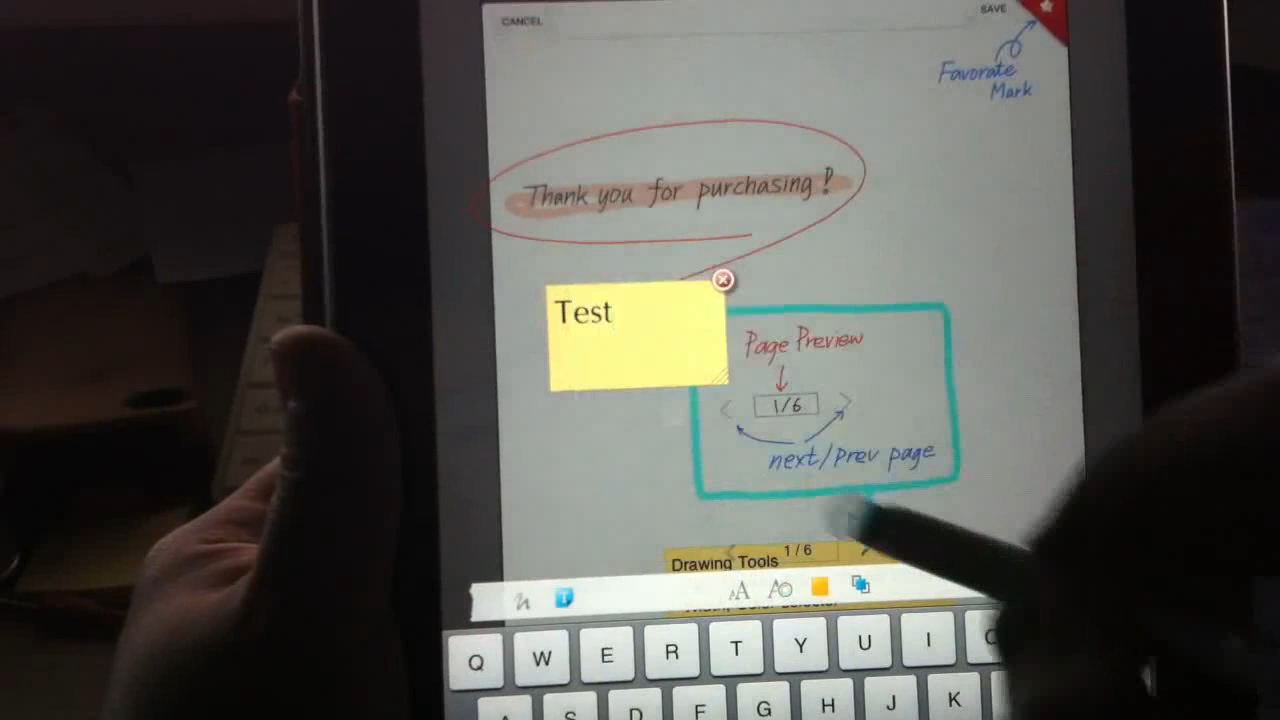 CANCEL
SAVE
Favorate
Mark
Thank you for purchasing!
Test
Page Preview
1/6
next/prev page
1/6
Drawing Tools
T
AA
Q W E R T Y U I
G H J K